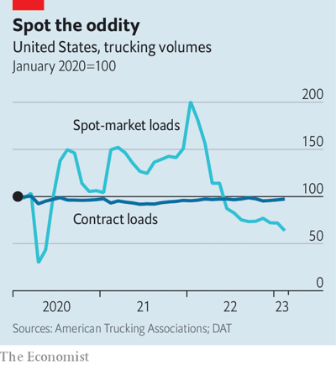 Spot the oddity
United States, trucking volumes
January 2020=100
200
Spot-market loads
150
100
Contract loads
50
0
2020
21
22
23
Sources: American Trucking Associations; DAT
The Economist